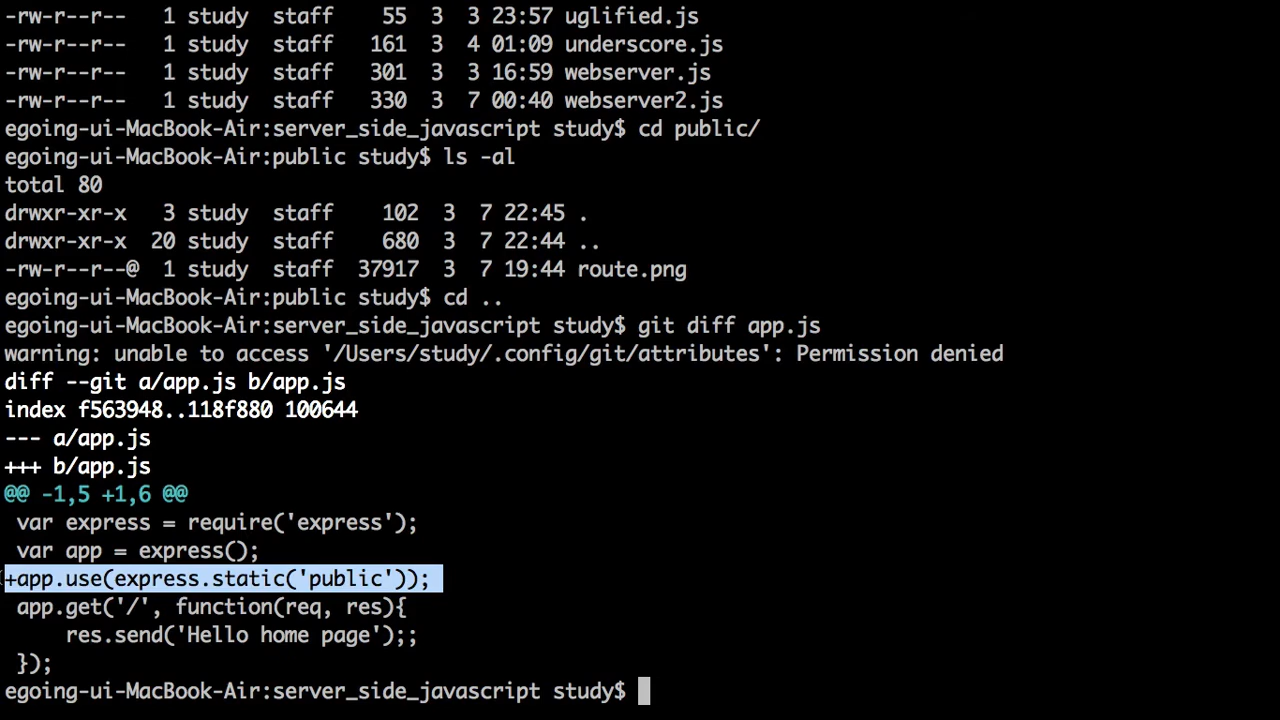 -rw-r--r--   1 study  staff    55  3  3 23:57 uglified.js
-rw-r--r--   1 study  staff   161  3  4 01:09 underscore.js
-rw-r--r--   1 study  staff   301  3  3 16:59 webserver.js
-rw-r--r--   1 study  staff   330  3  7 00:40 webserver2.js
egoing-ui-MacBook-Air:server_side_javascript study$ cd public/
egoing-ui-MacBook-Air:public study$ ls -al
total 80
drwxr-xr-x   3 study  staff    102  3  7 22:45 .
drwxr-xr-x  20 study  staff    680  3  7 22:44 ..
-rw-r--r--@  1 study  staff  37917  3  7 19:44 route.png
egoing-ui-MacBook-Air:public study$ cd ..
egoing-ui-MacBook-Air:server_side_javascript study$ git diff app.js
warning: unable to access '/Users/study/.config/git/attributes': Permission denied
diff --git a/app.js b/app.js
index f563948..118f880 100644
--- a/app.js
+++ b/app.js
@@ -1,5 +1,6 @@
 var express = require('express');
 var app = express();
+app.use(express.static('public'));
 app.get('/', function(req, res){
     res.send('Hello home page');;
 });
egoing-ui-MacBook-Air:server_side_javascript study$